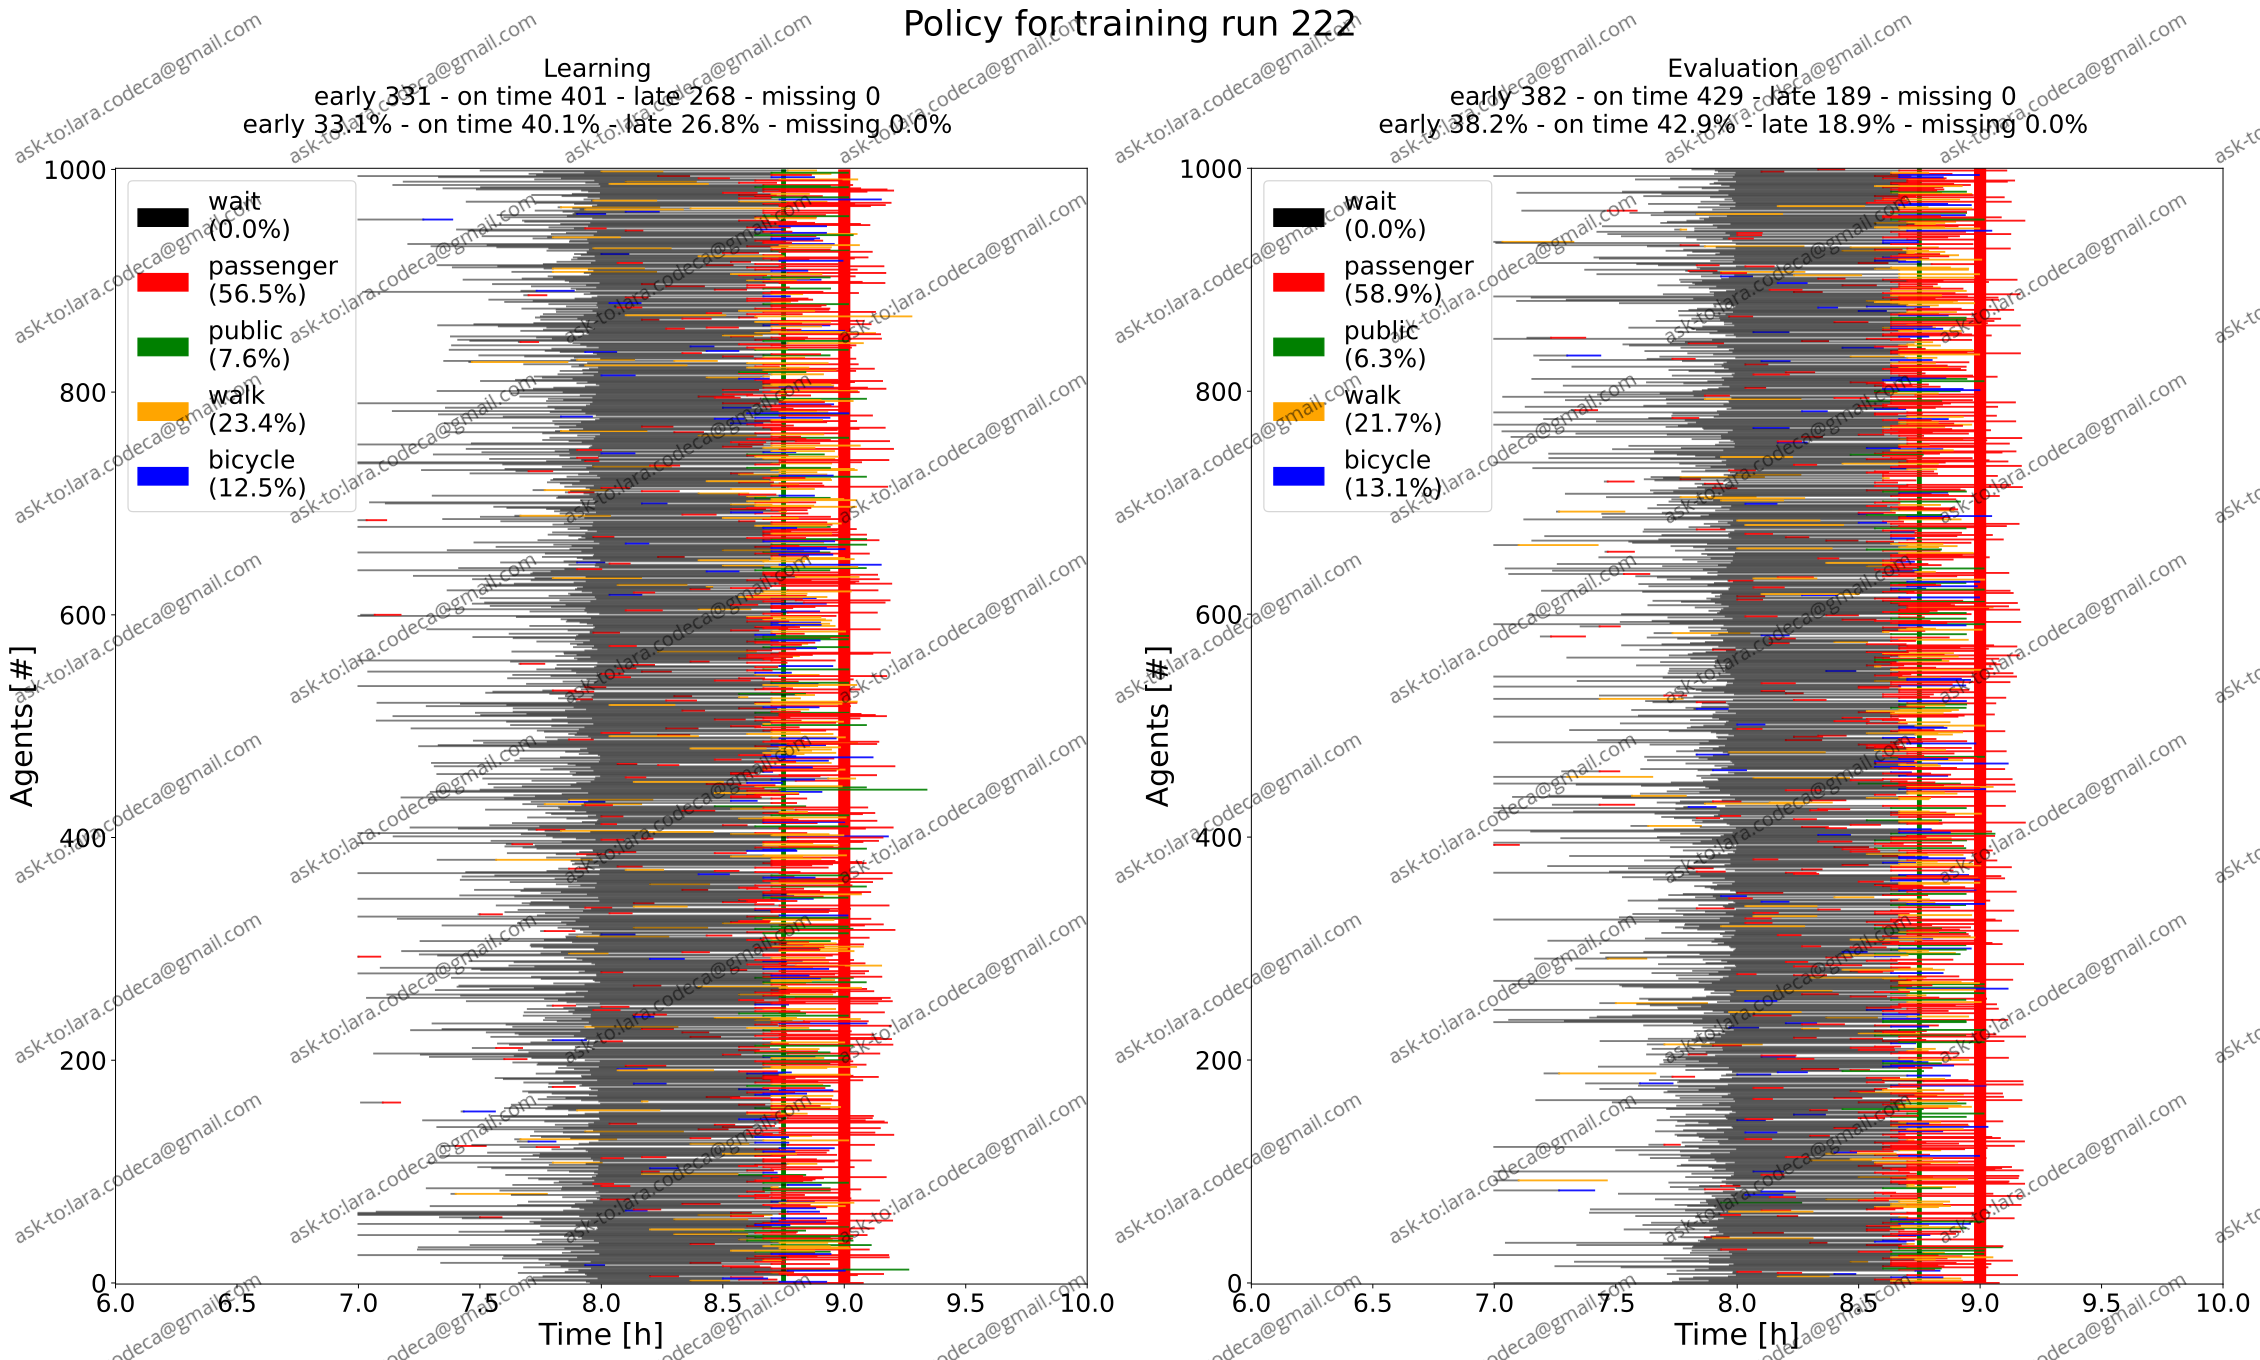 Policy for training run 222
Learning
early 331 - on time 401 - late 268 - missing 0
early 33.1% - on time 40.1% - late 26.8% - missing 0.0%
1000
800
600
400
200
0
Agents [#]
wait
(0.0%)
passenger
(56.5%)
public
(7.6%)
walk
(23.4%)
bicycle
(12.5%)
6.0 6.5 7.0 7.5 8.0 8.5 9.0 9.5 10.0
Time [h]
Evaluation
early 382 - on time 429 - late 189 - missing 0
early 38.2% - on time 42.9% - late 18.9% - missing 0.0%
1000
800
600
400
200
0
Agents [#]
wait
(0.0%)
passenger
(58.9%)
public
(6.3%)
walk
(21.7%)
bicycle
(13.1%)
6.0 6.5 7.0 7.5 8.0 8.5 9.0 9.5 10.0
Time [h]
ask-to:lara.codeca@gmail.com